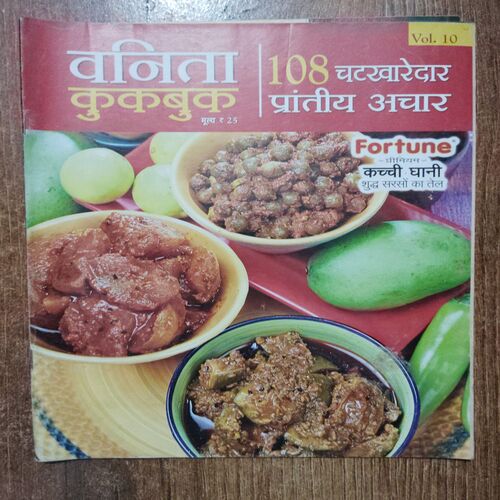 Vol. 10
वनिता
कुकबुक
मूल्य ₹ 25
108 चटखारेदार
प्रांतीय अचार
Fortune
- प्रीमियम -
कच्ची घानी
शुद्ध सरसों का तेल